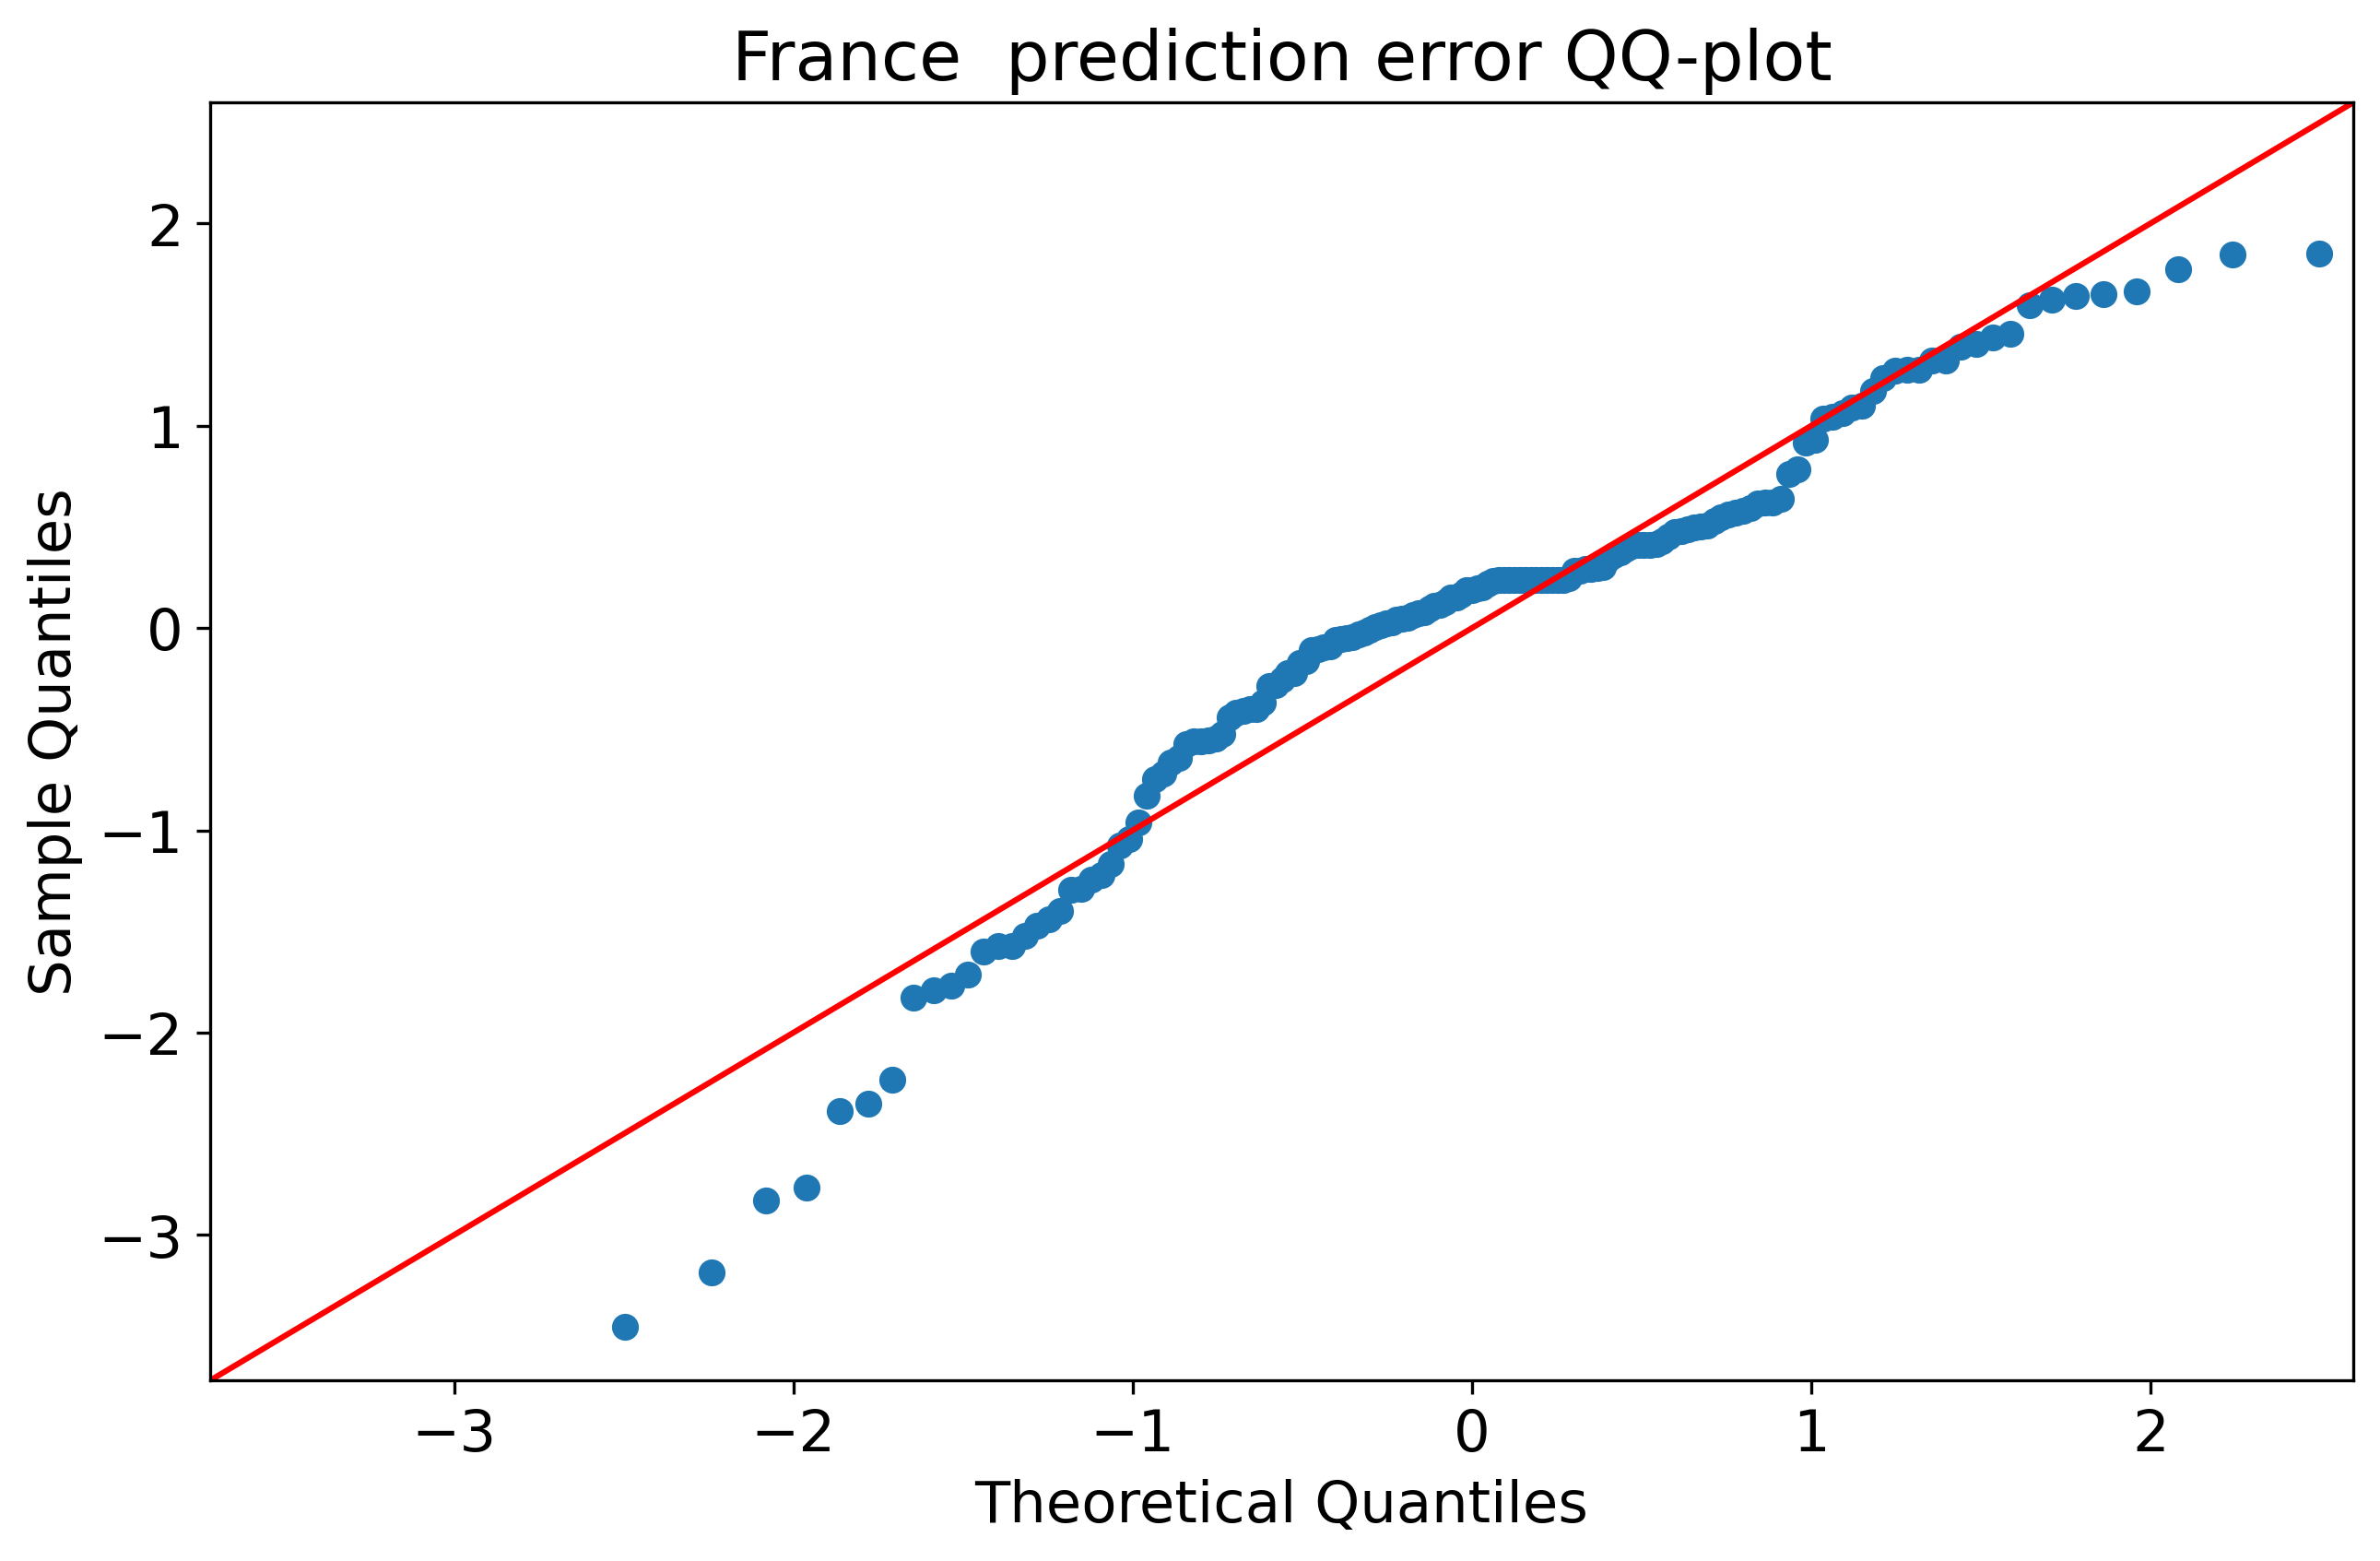 France  prediction error QQ-plot
Sample Quantiles
2
1
0
−1
−2
−3
−3 −2 −1 0 1 2
Theoretical Quantiles